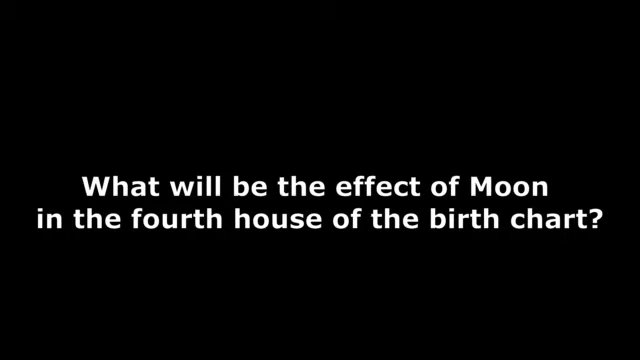 What will be the effect of Moon
in the fourth house of the birth chart?